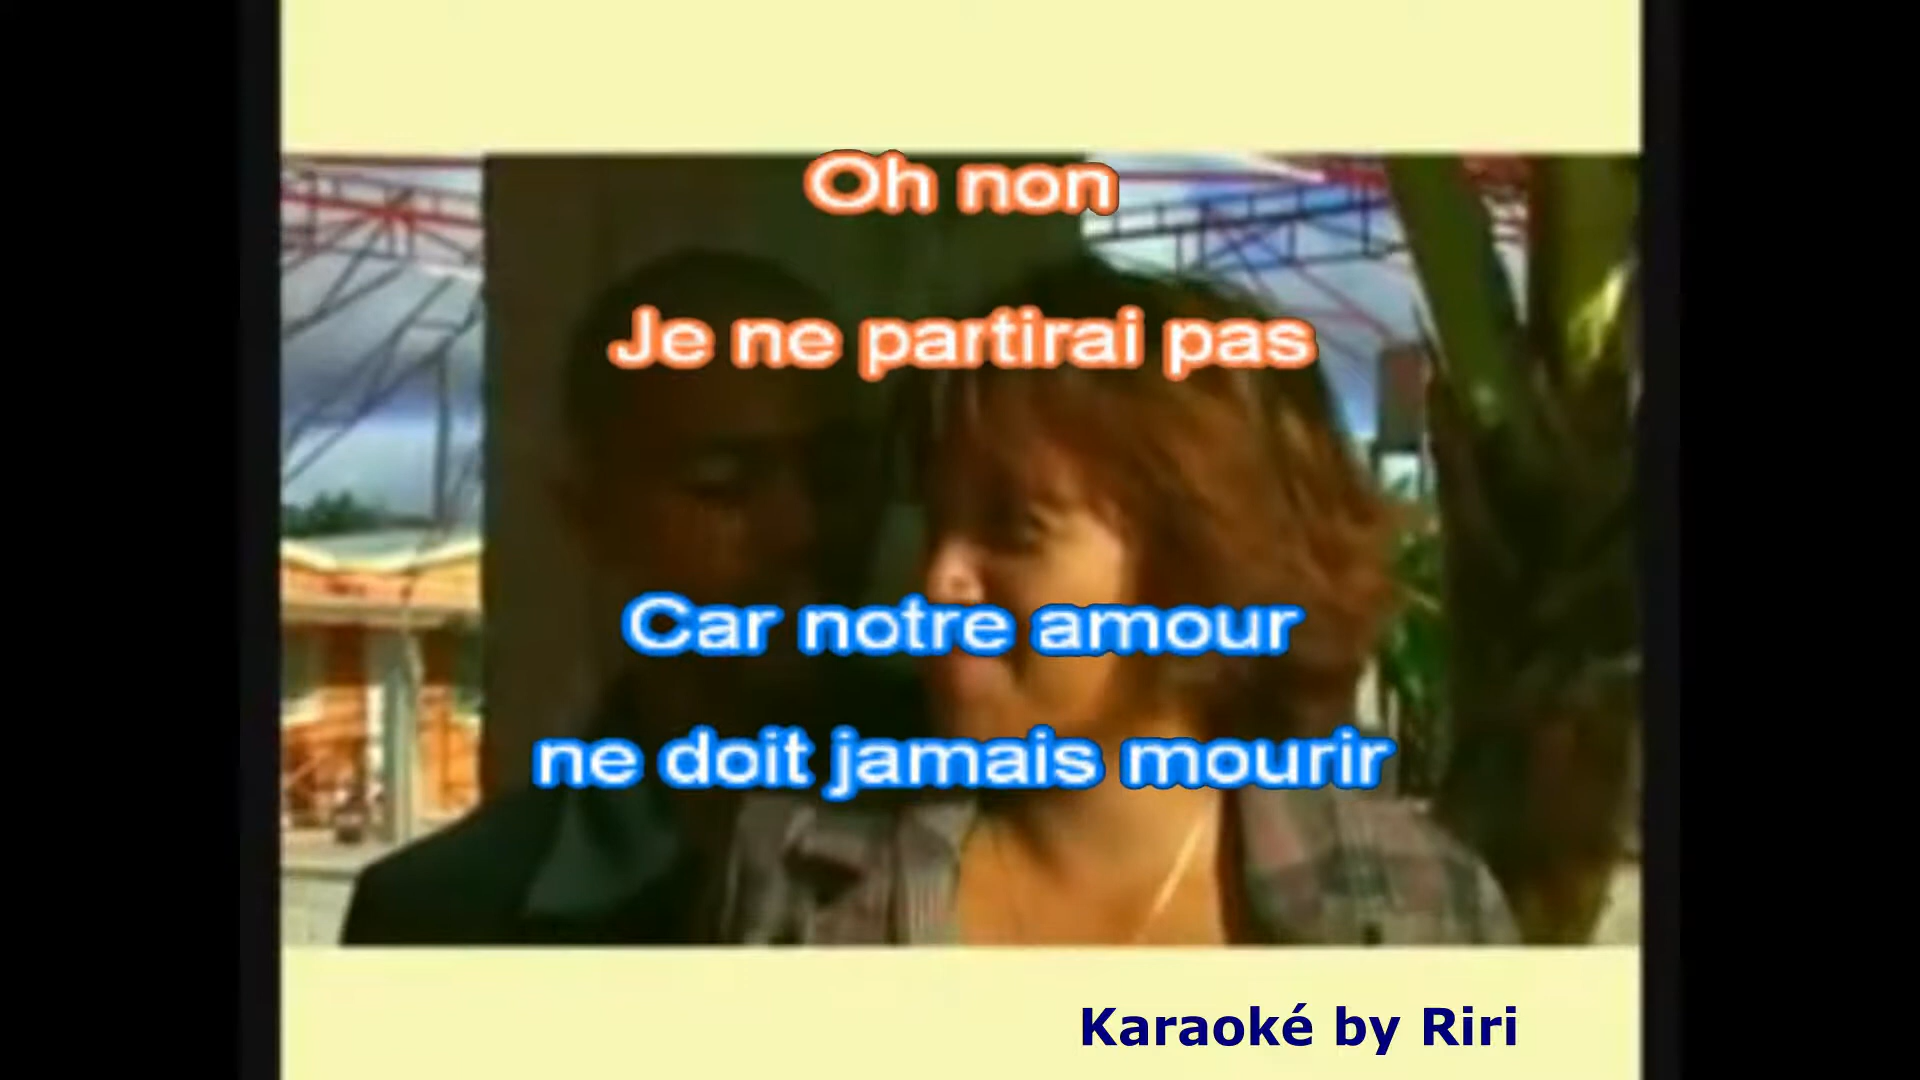 Oh non
Je ne partirai pas
Car notre amour
ne doit jamais mourir
Karaoké by Riri